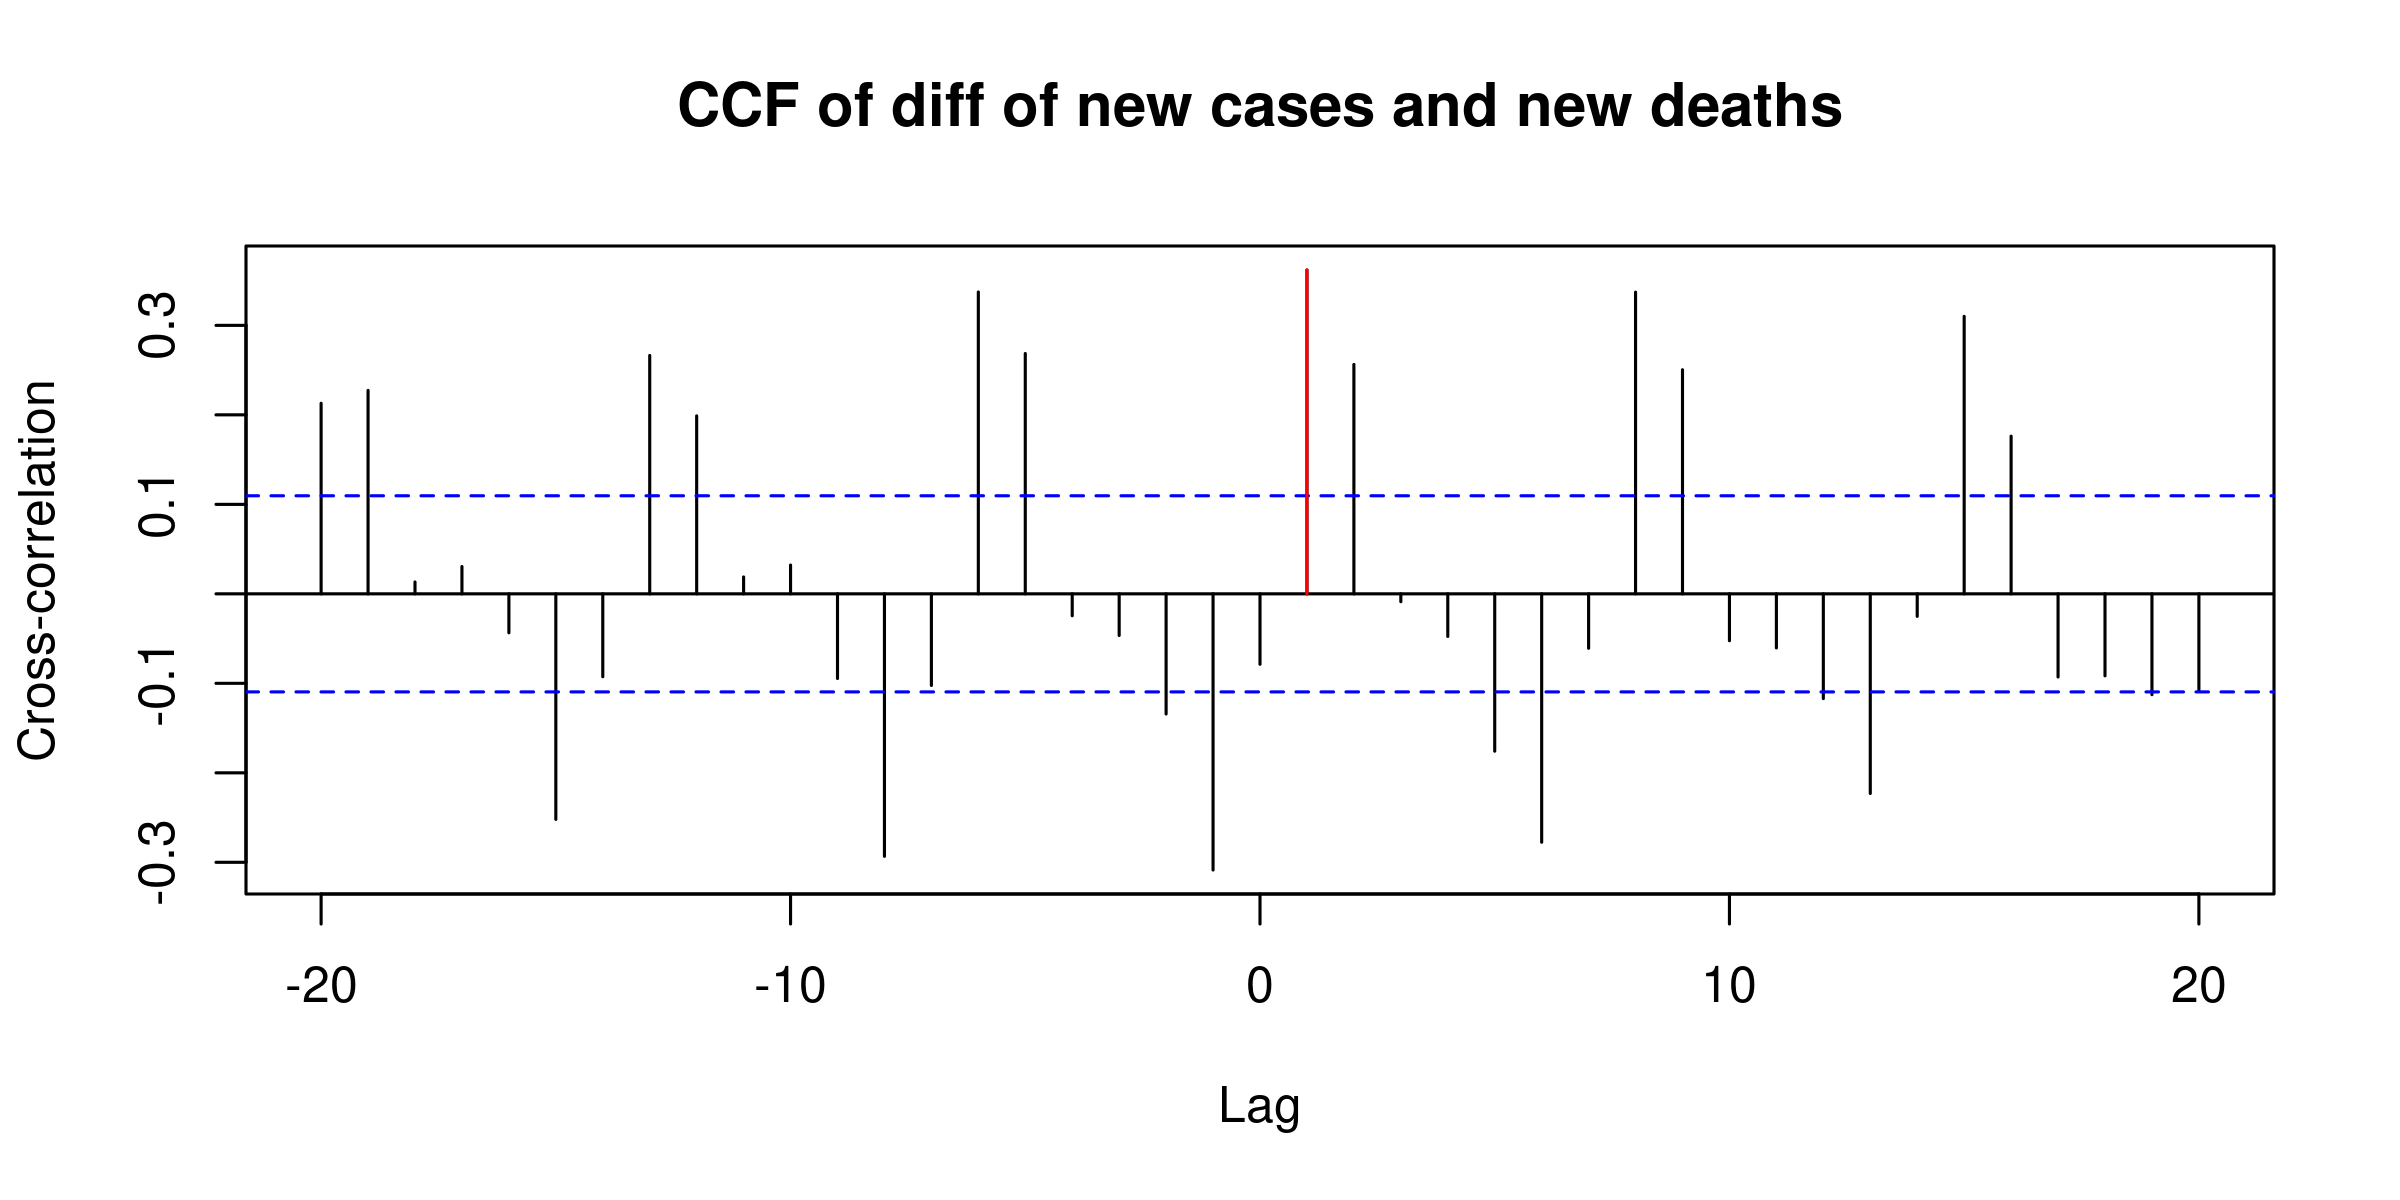 CCF of diff of new cases and new deaths
Cross-correlation
0.3
0.1
-0.1
-0.3
-20 -10 0 10 20
Lag